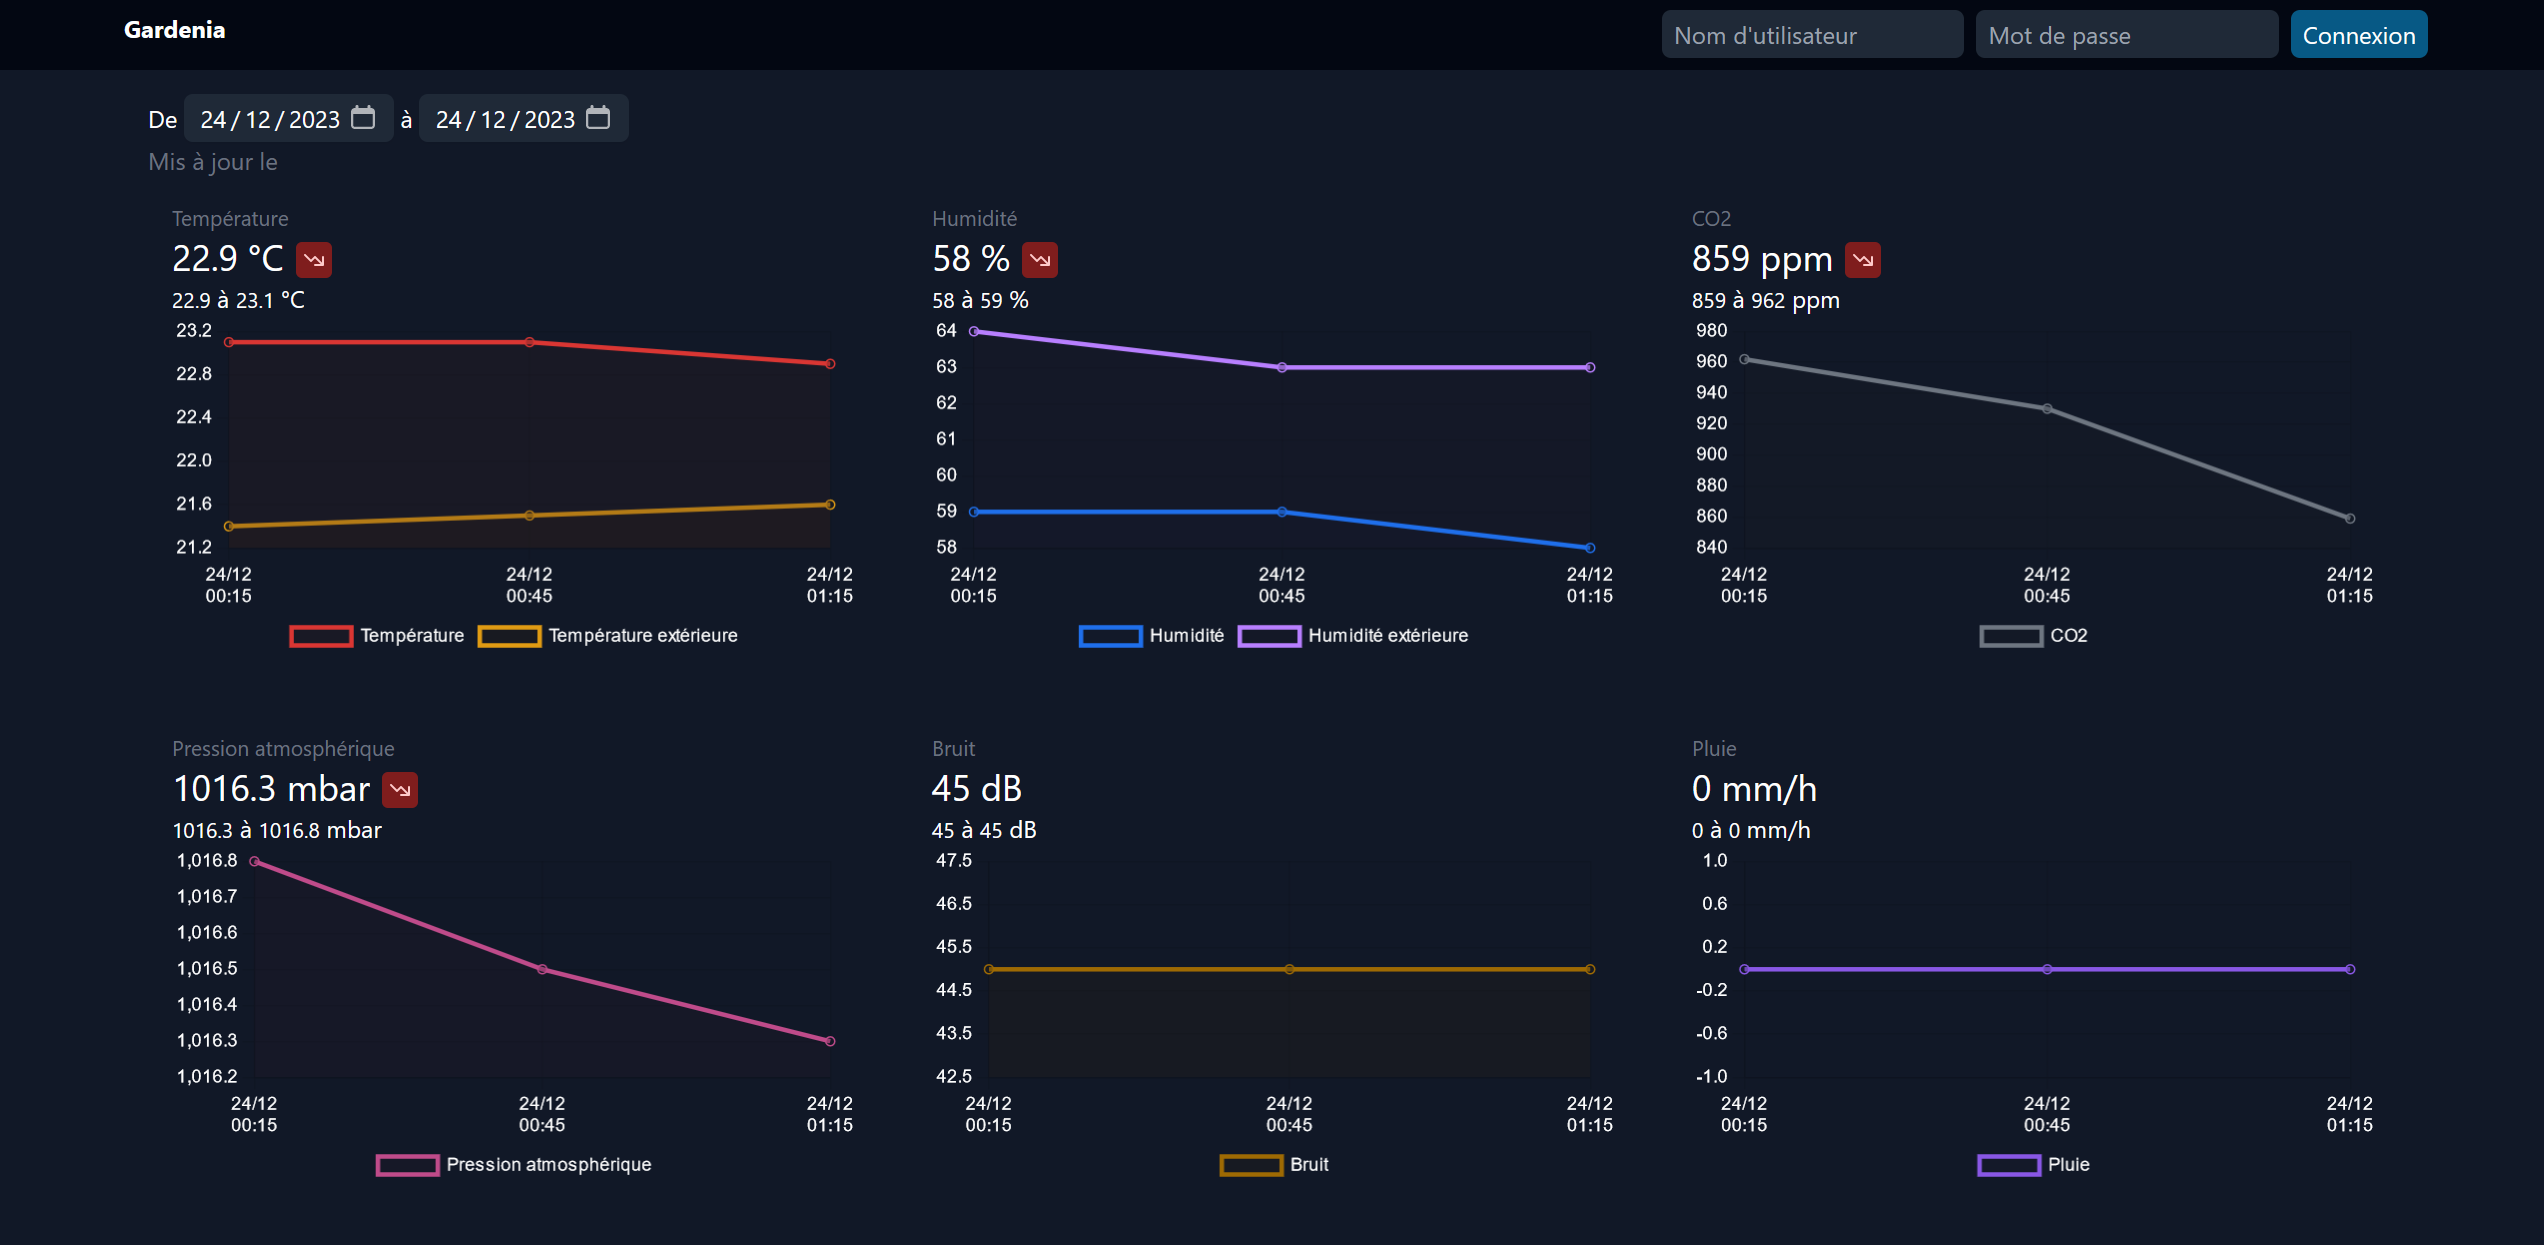 Gardenia
Nom d'utilisateur
Mot de passe
Connexion
De 24/12/2023 à 24/12/2023
Mis à jour le
Température
22.9 °C
22.9 à 23.1 °C
23.2
22.8
22.4
22.0
21.6
21.2
24/12 24/12 24/12
00:15 00:45 01:15
Température Température extérieure
Humidité
58 %
58 à 59 %
64
63
62
61
60
59
58
24/12 24/12 24/12
00:15 00:45 01:15
Humidité Humidité extérieure
CO2
859 ppm
859 à 962 ppm
980
960
940
920
900
880
860
840
24/12 24/12 24/12
00:15 00:45 01:15
CO2
Pression atmosphérique
1016.3 mbar
1016.3 à 1016.8 mbar
1,016.8
1,016.7
1,016.6
1,016.5
1,016.4
1,016.3
1,016.2
24/12 24/12 24/12
00:15 00:45 01:15
Pression atmosphérique
Bruit
45 dB
45 à 45 dB
47.5
46.5
45.5
44.5
43.5
42.5
24/12 24/12 24/12
00:15 00:45 01:15
Bruit
Pluie
0 mm/h
0 à 0 mm/h
1.0
0.6
0.2
-0.2
-0.6
-1.0
24/12 24/12 24/12
00:15 00:45 01:15
Pluie